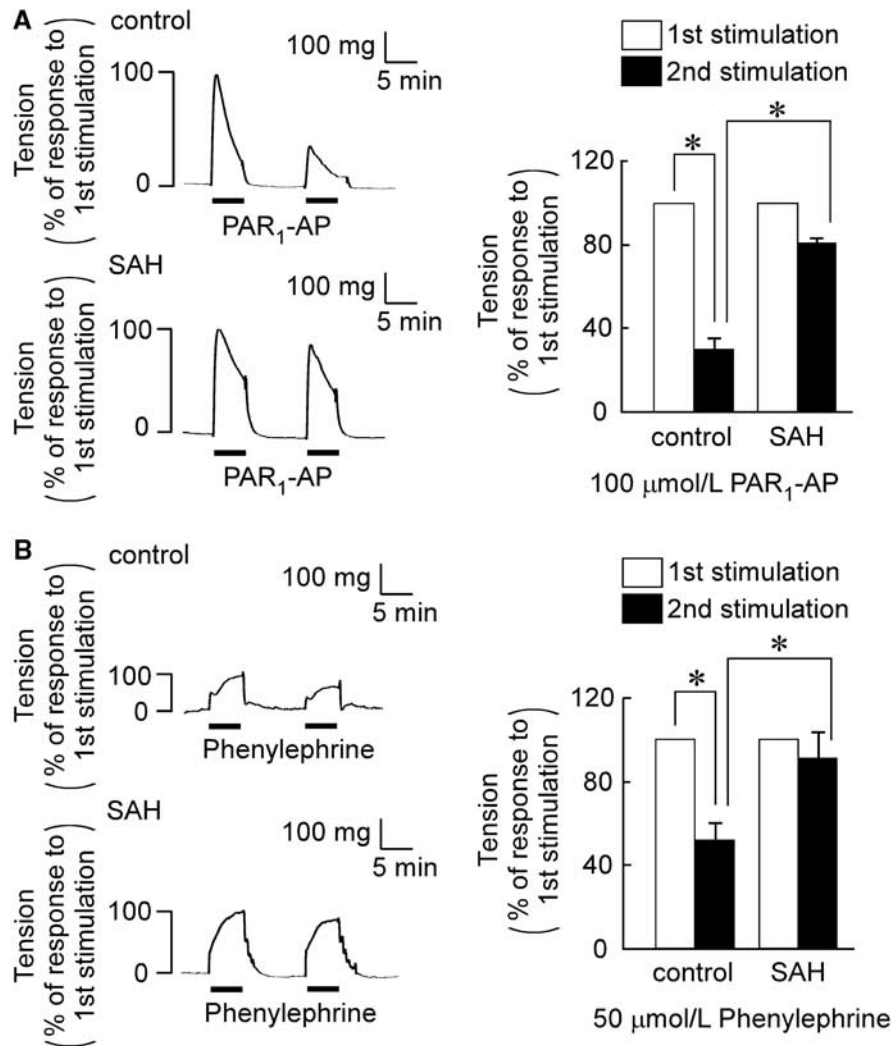 A
control
100 mg
5 min
Tension
(% of response to
1st stimulation)
100
0
PAR1-AP
SAH
100 mg
5 min
Tension
(% of response to
1st stimulation)
100
0
PAR1-AP
1st stimulation
2nd stimulation
*
*
Tension
(% of response to
1st stimulation)
120
80
40
0
control SAH
100 μmol/L PAR1-AP
B
control
100 mg
5 min
Tension
(% of response to
1st stimulation)
100
0
Phenylephrine
SAH
100 mg
5 min
Tension
(% of response to
1st stimulation)
100
0
Phenylephrine
1st stimulation
2nd stimulation
*
*
Tension
(% of response to
1st stimulation)
120
80
40
0
control SAH
50 μmol/L Phenylephrine